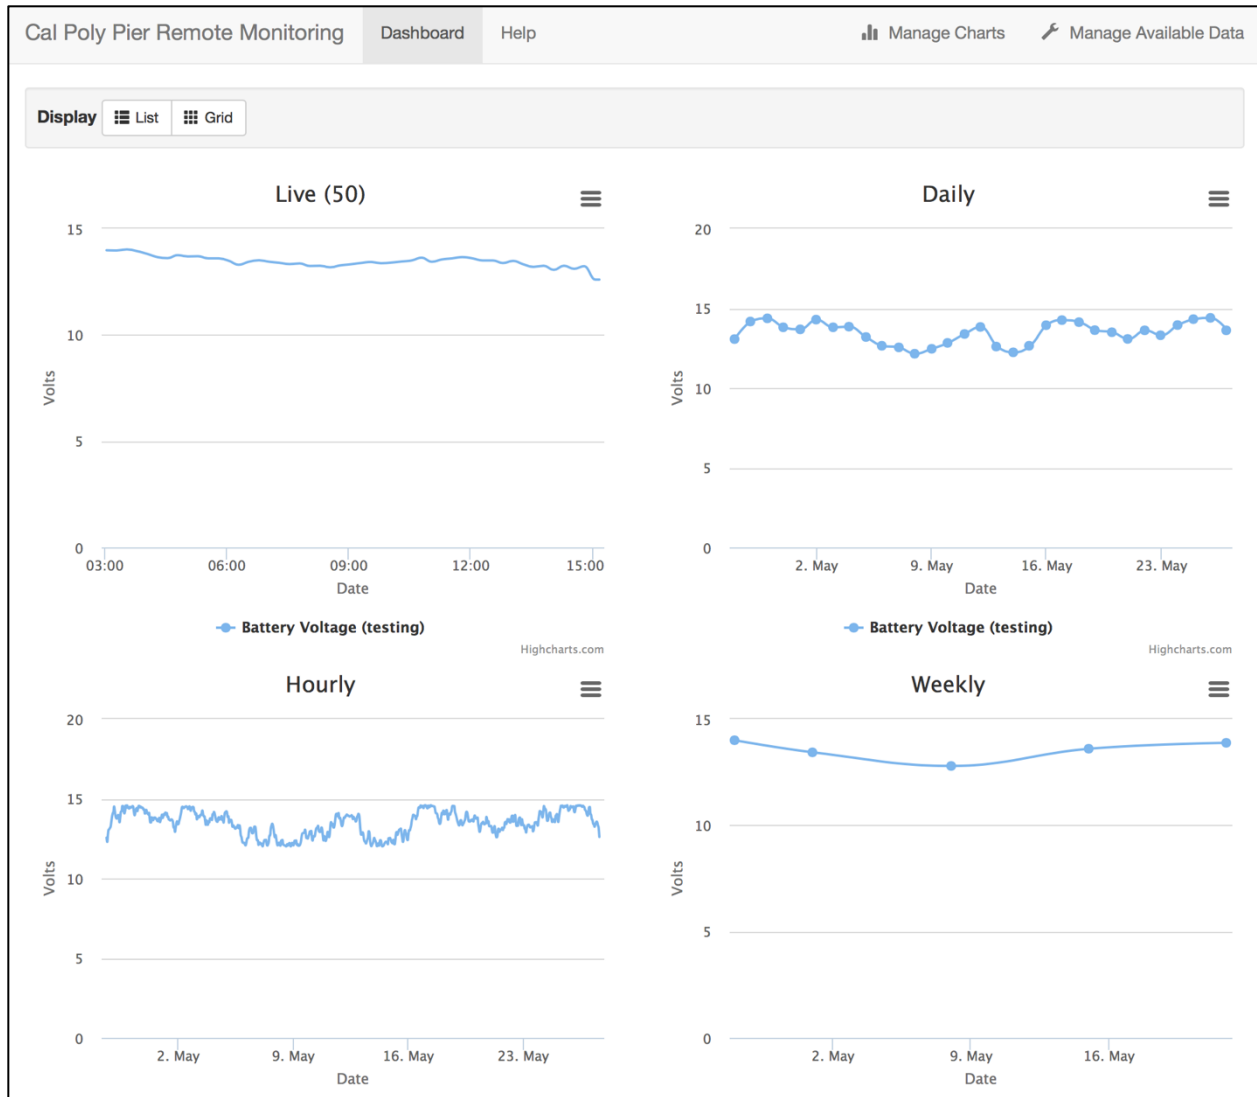 Cal Poly Pier Remote Monitoring Dashboard Help Manage Charts Manage Available Data
Display List Grid
Live (50)
15
10
5
0
Volts
03:00 06:00 09:00 12:00 15:00
Date
Battery Voltage (testing)
Highcharts.com
Daily
20
15
10
5
0
Volts
2. May 9. May 16. May 23. May
Date
Battery Voltage (testing)
Highcharts.com
Hourly
20
15
10
5
0
Volts
2. May 9. May 16. May 23. May
Date
Weekly
15
10
5
0
Volts
2. May 9. May 16. May
Date